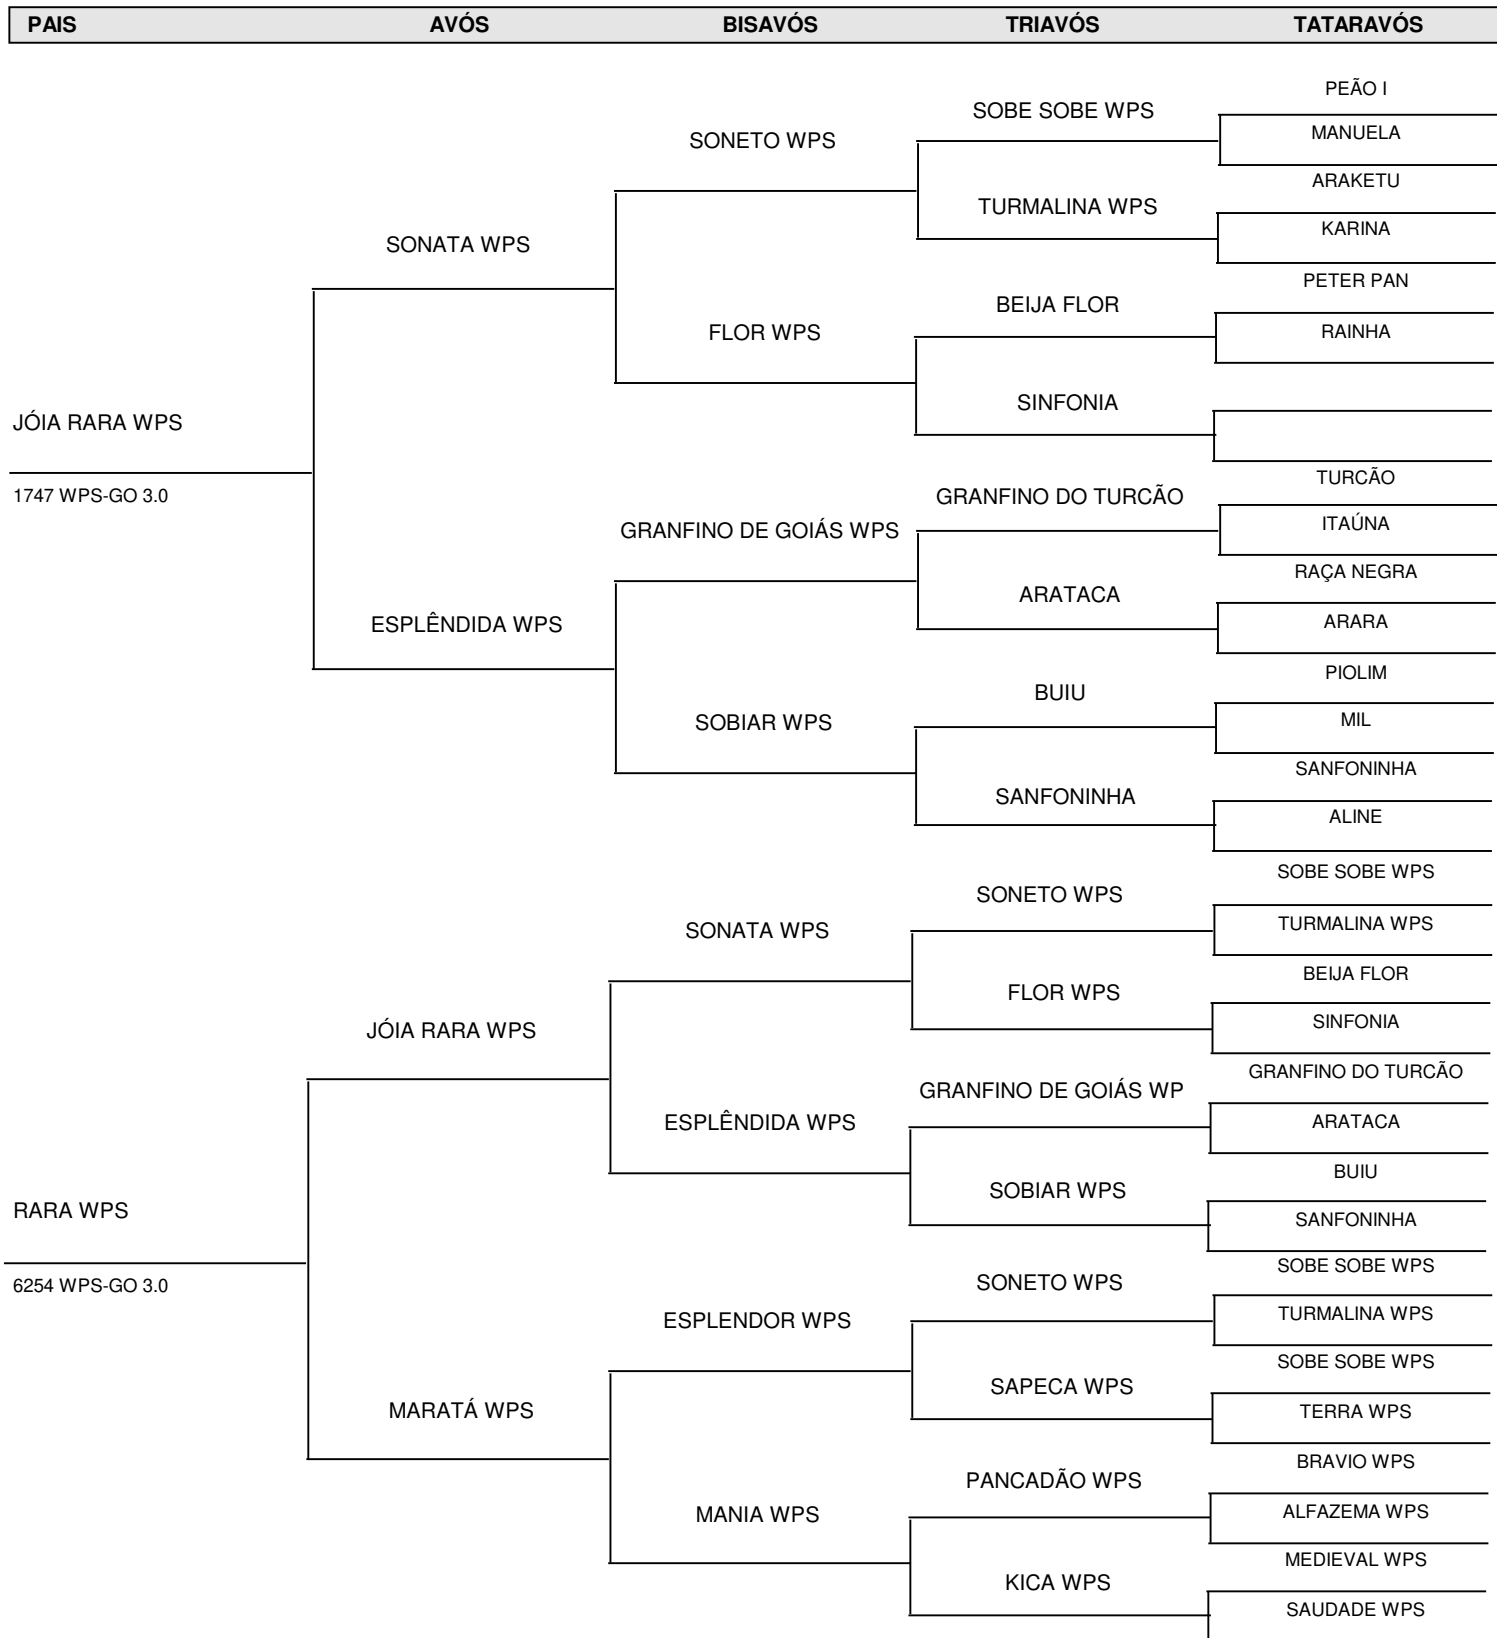 PAIS AVÓS BISAVÓS TRIAVÓS TATARAVÓS
PEÃO I
SOBE SOBE WPS
MANUELA
SONETO WPS
ARAKETU
TURMALINA WPS
KARINA
SONATA WPS
PETER PAN
BEIJA FLOR
RAINHA
FLOR WPS
SINFONIA
JÓIA RARA WPS
1747 WPS-GO 3.0
TURCÃO
GRANFINO DO TURCÃO
ITAÚNA
GRANFINO DE GOIÁS WPS
RAÇA NEGRA
ARATACA
ARARA
ESPLÊNDIDA WPS
PIOLIM
BUIU
MIL
SOBIAR WPS
SANFONINHA
SANFONINHA
ALINE
SOBE SOBE WPS
SONETO WPS
TURMALINA WPS
SONATA WPS
BEIJA FLOR
FLOR WPS
SINFONIA
JÓIA RARA WPS
GRANFINO DO TURCÃO
GRANFINO DE GOIÁS WP
ARATACA
ESPLÊNDIDA WPS
BUIU
SOBIAR WPS
SANFONINHA
RARA WPS
6254 WPS-GO 3.0
SOBE SOBE WPS
SONETO WPS
TURMALINA WPS
ESPLENDOR WPS
SOBE SOBE WPS
SAPECA WPS
TERRA WPS
MARATÁ WPS
BRAVIO WPS
PANCADÃO WPS
ALFAZEMA WPS
MANIA WPS
MEDIEVAL WPS
KICA WPS
SAUDADE WPS